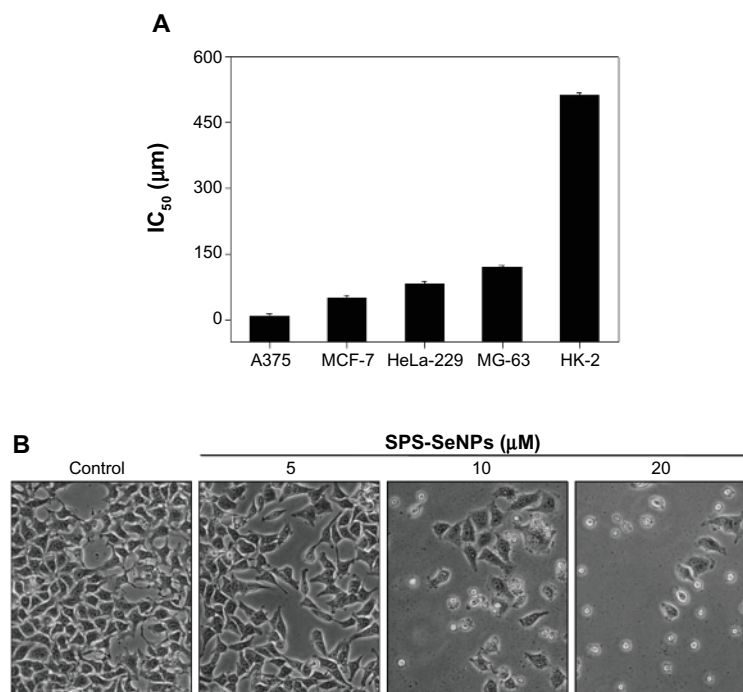 A
600
450
300
150
0
IC50 (μm)
A375 MCF-7 HeLa-229 MG-63 HK-2
B
SPS-SeNPs (μM)
Control 5 10 20